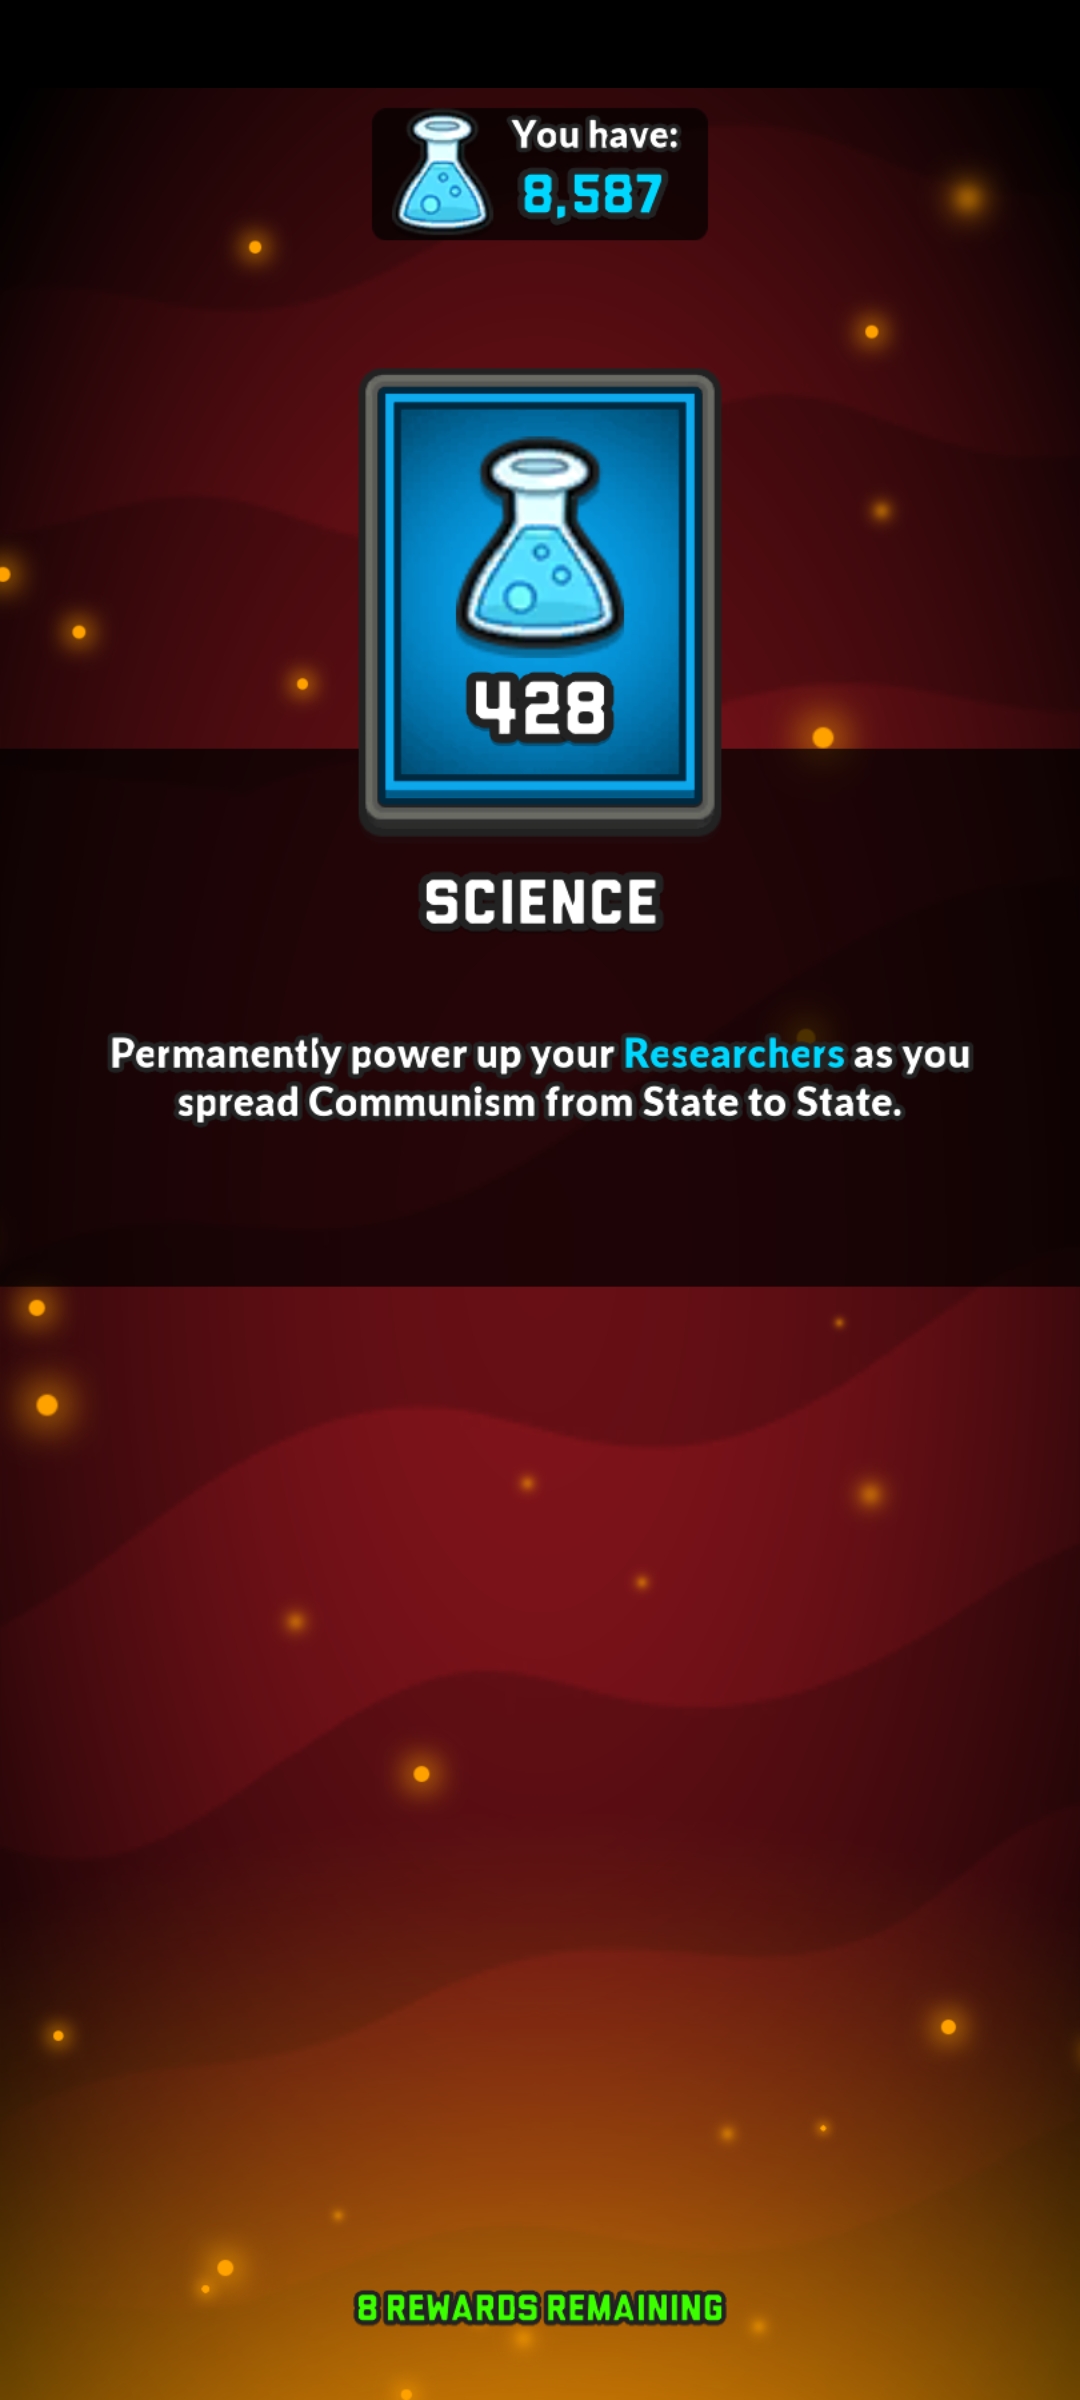 You have:
8,587
428
SCIENCE
Permanently power up your Researchers as you
spread Communism from State to State.
8 REWARDS REMAINING